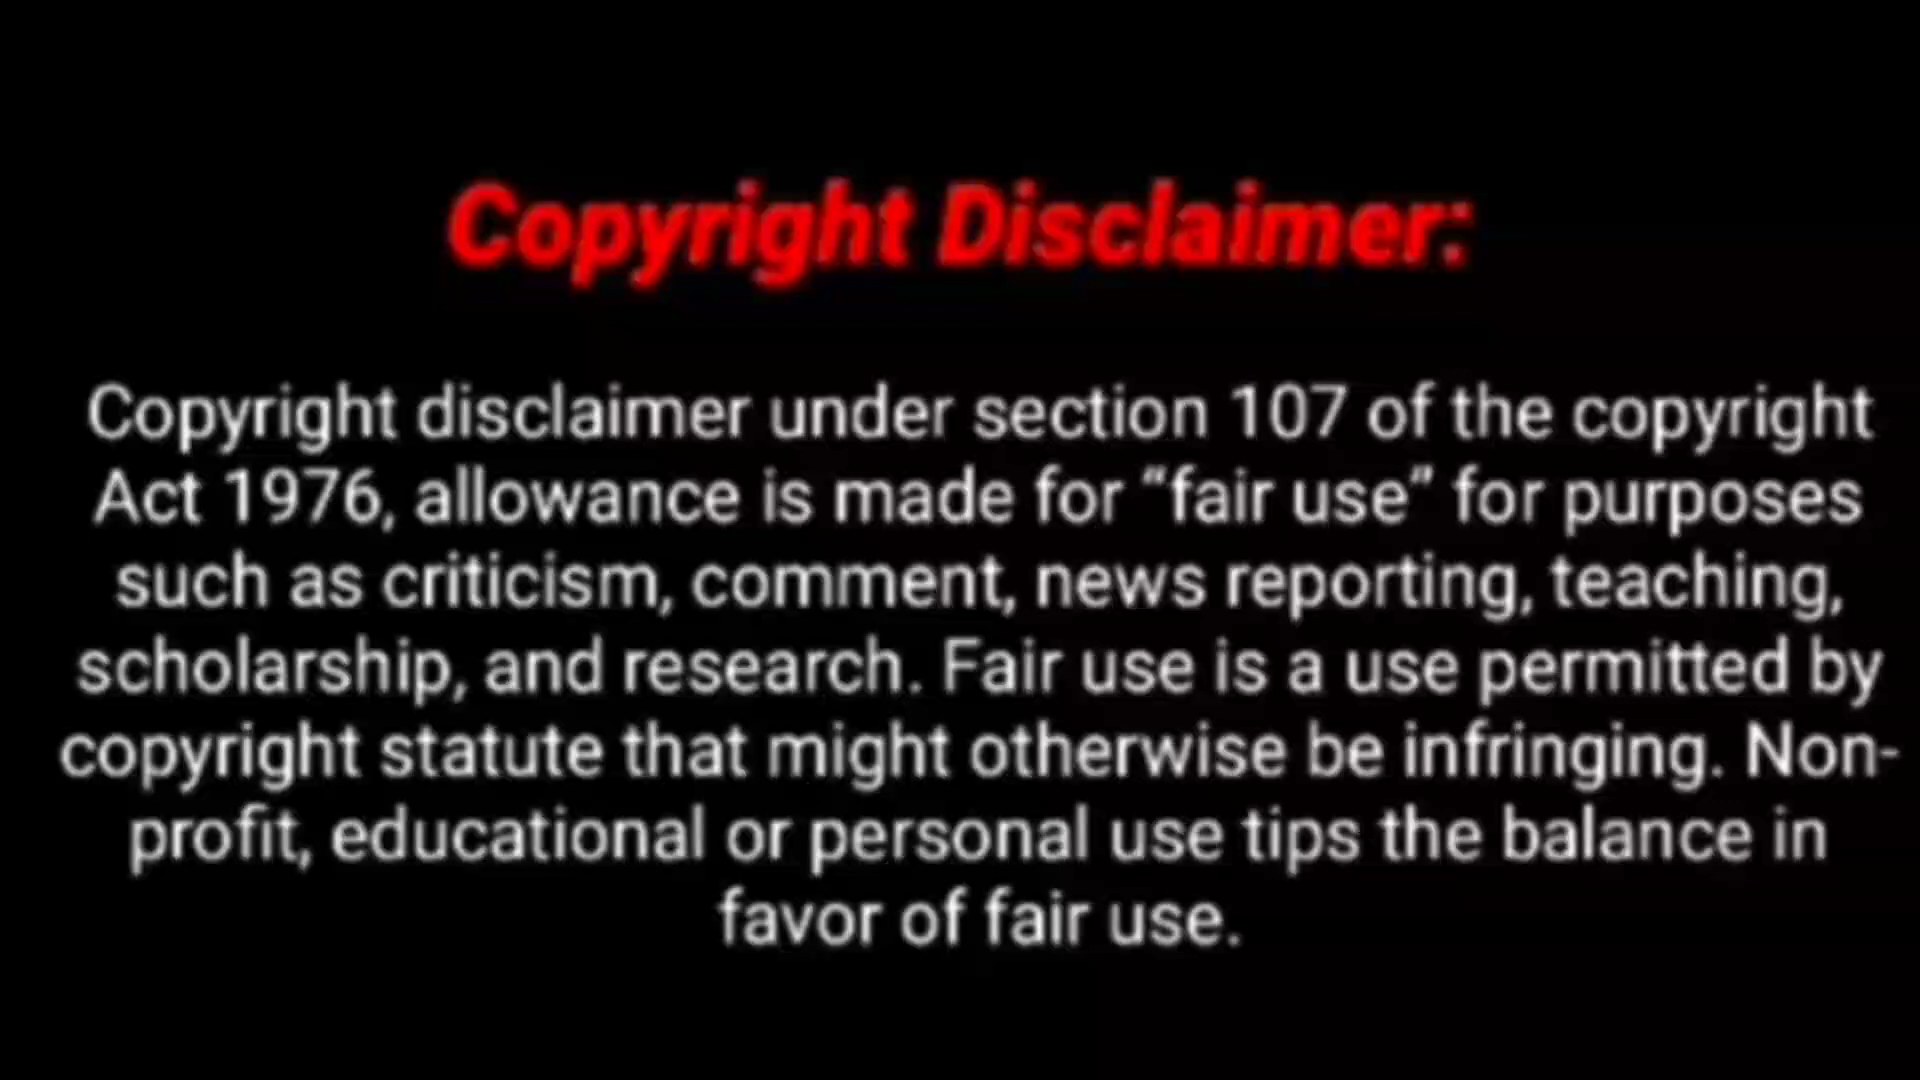 Copyright Disclaimer:
Copyright disclaimer under section 107 of the copyright
Act 1976, allowance is made for “fair use” for purposes
such as criticism, comment, news reporting, teaching,
scholarship, and research. Fair use is a use permitted by
copyright statute that might otherwise be infringing. Non-
profit, educational or personal use tips the balance in
favor of fair use.